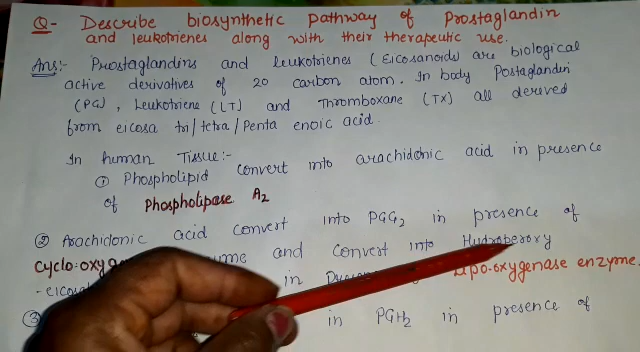 Q- Describe biosynthetic pathway of Prostaglandin
and leukotrienes along with their therapeutic use.
Ans:- Prostaglandins and leukotrienes (Eicosanoids) are biological
active derivatives of 20 carbon atom. In body Postaglandin
(PG), Leukotriene (LT) and Thromboxane (TX) all derived
from eicosa tri/tetra/Penta enoic acid.
In human Tissue:-
① Phospholipid convert into arachidonic acid in presence
of Phospholipase A2
② Arachidonic acid convert into PGG2 in presence of
cyclo-oxy and convert into Hydroperoxy
in Lipo-oxygenase enzyme.
③ in PGH2 in presence of